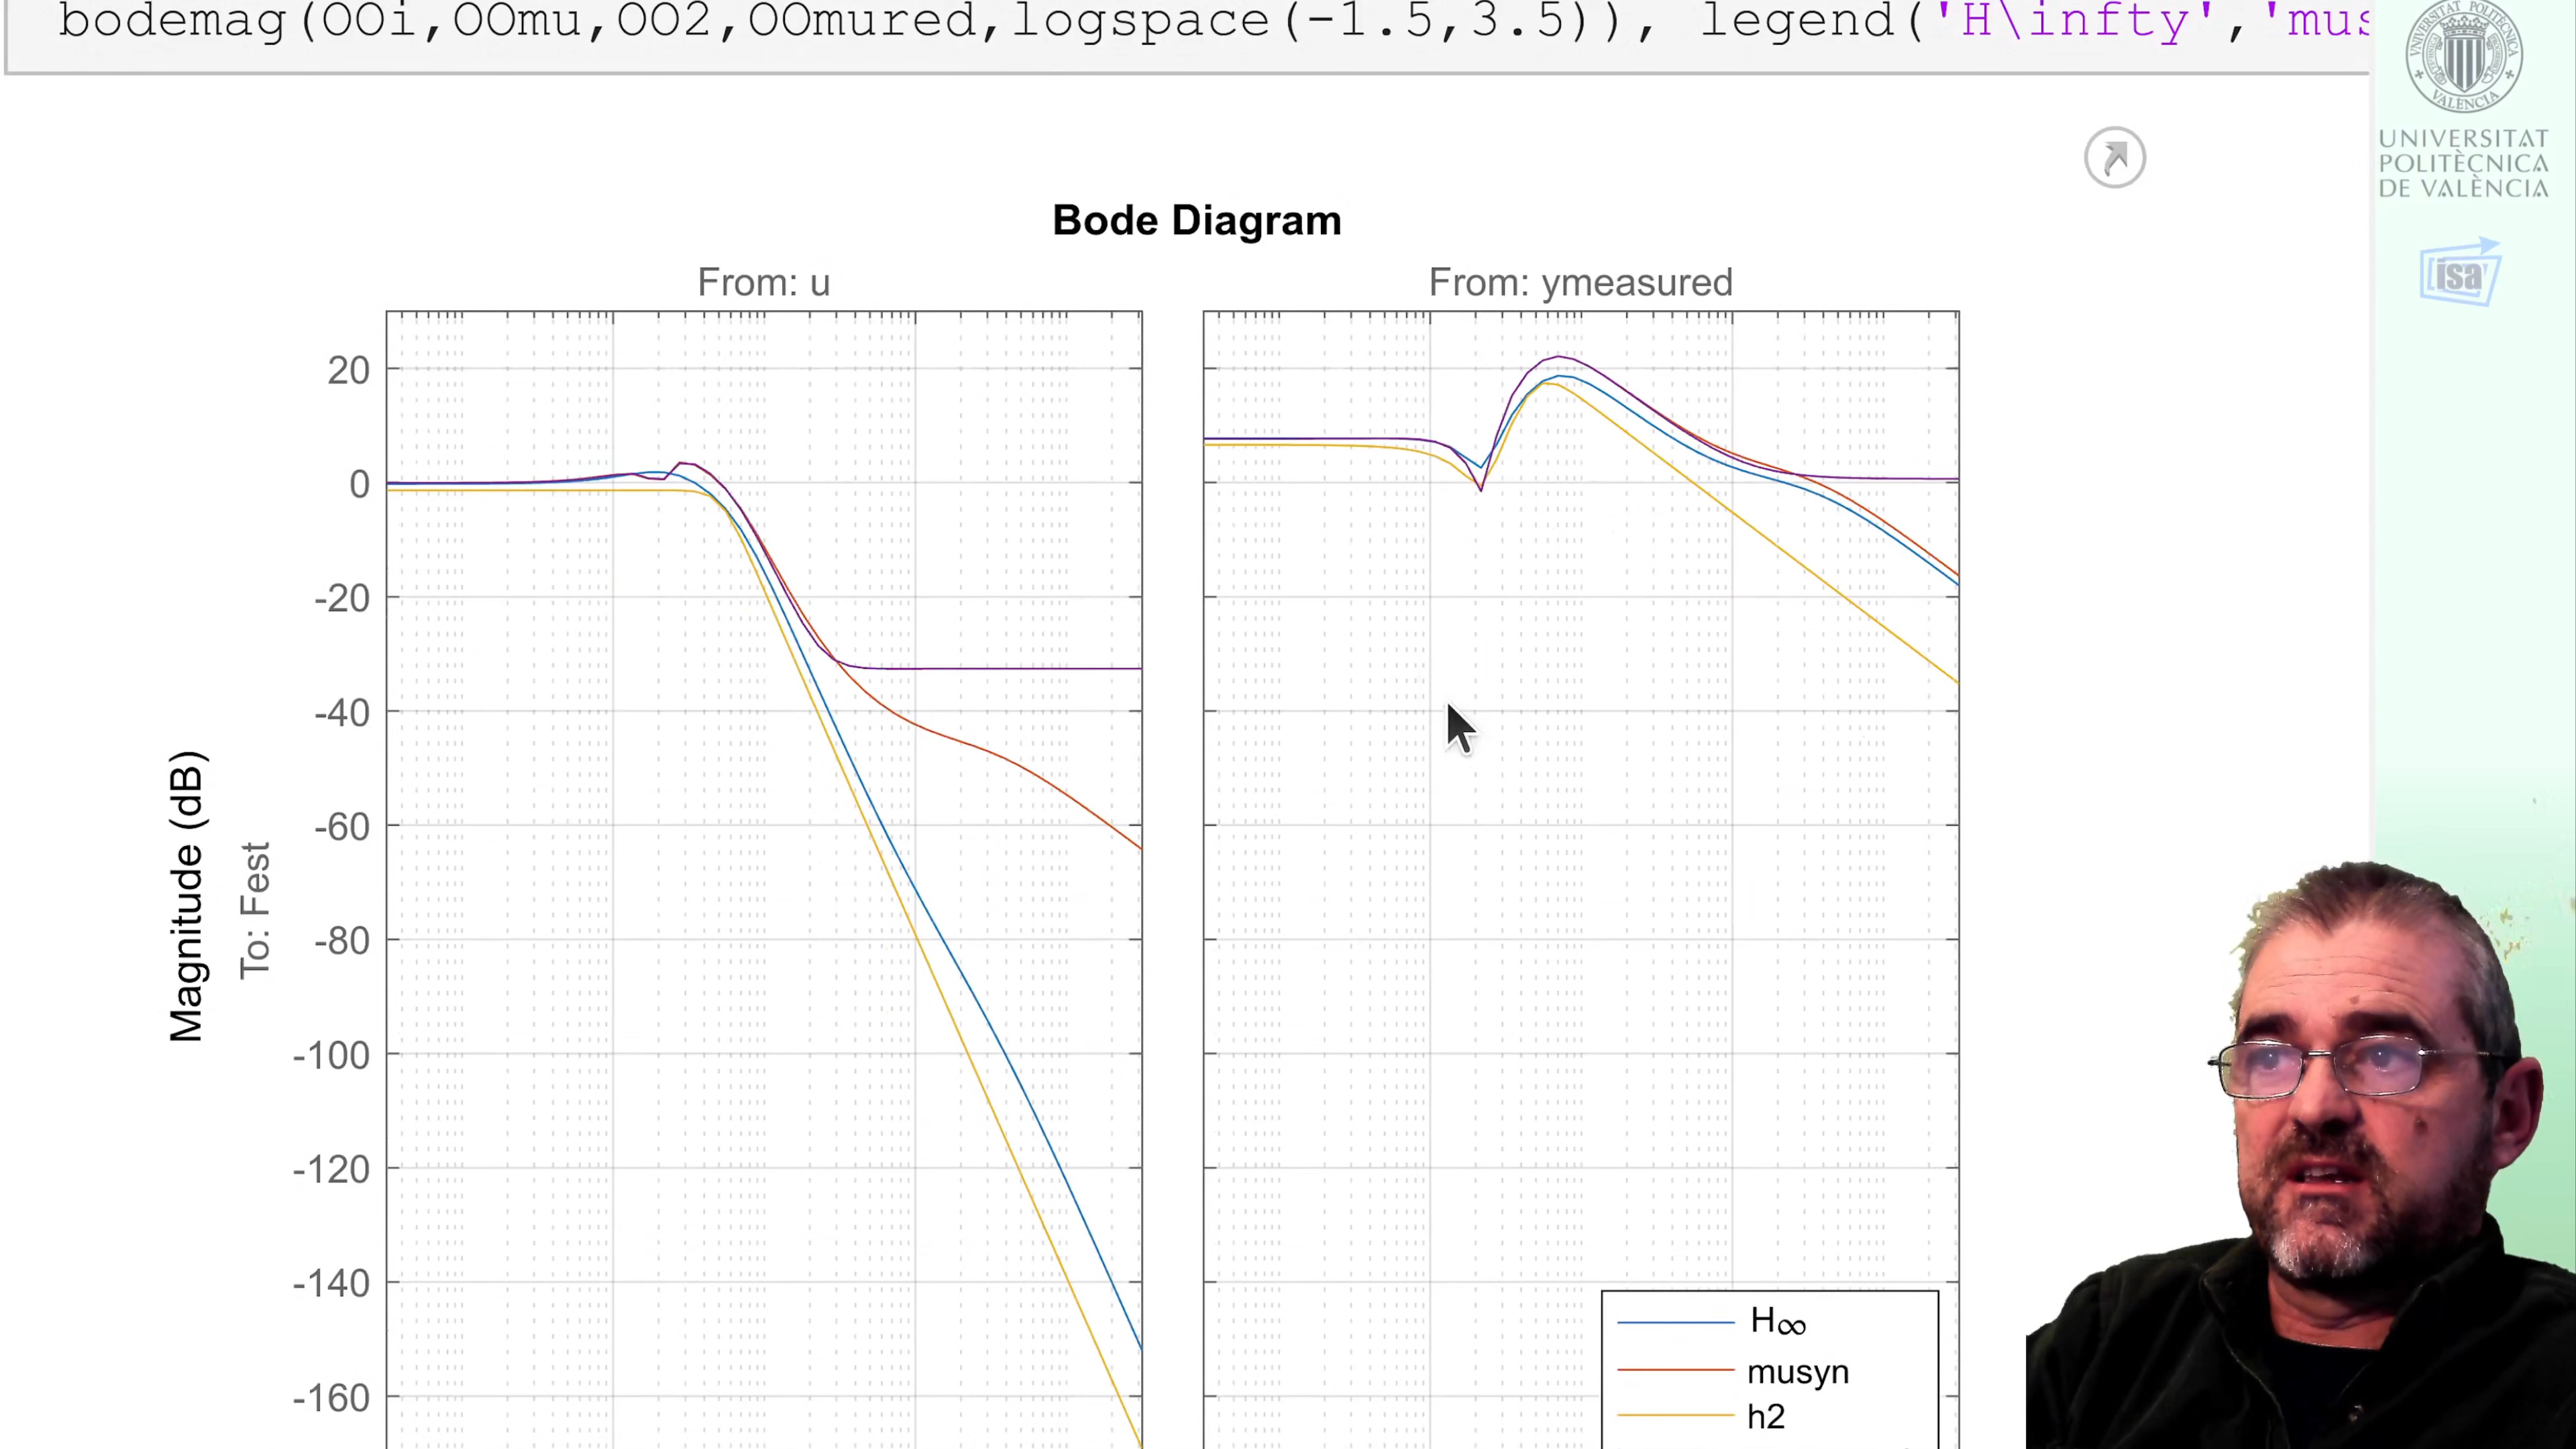 bodemag(OOi,OOmu,OO2,OOmured,logspace(-1.5,3.5)), legend('H\infty','mus
UNIVERSITAT
POLITÈCNICA
DE VALÈNCIA
isa
Bode Diagram
From: u
From: ymeasured
20
0
-20
-40
-60
-80
-100
-120
-140
-160
Magnitude (dB)
To: Fest
H∞
musyn
h2